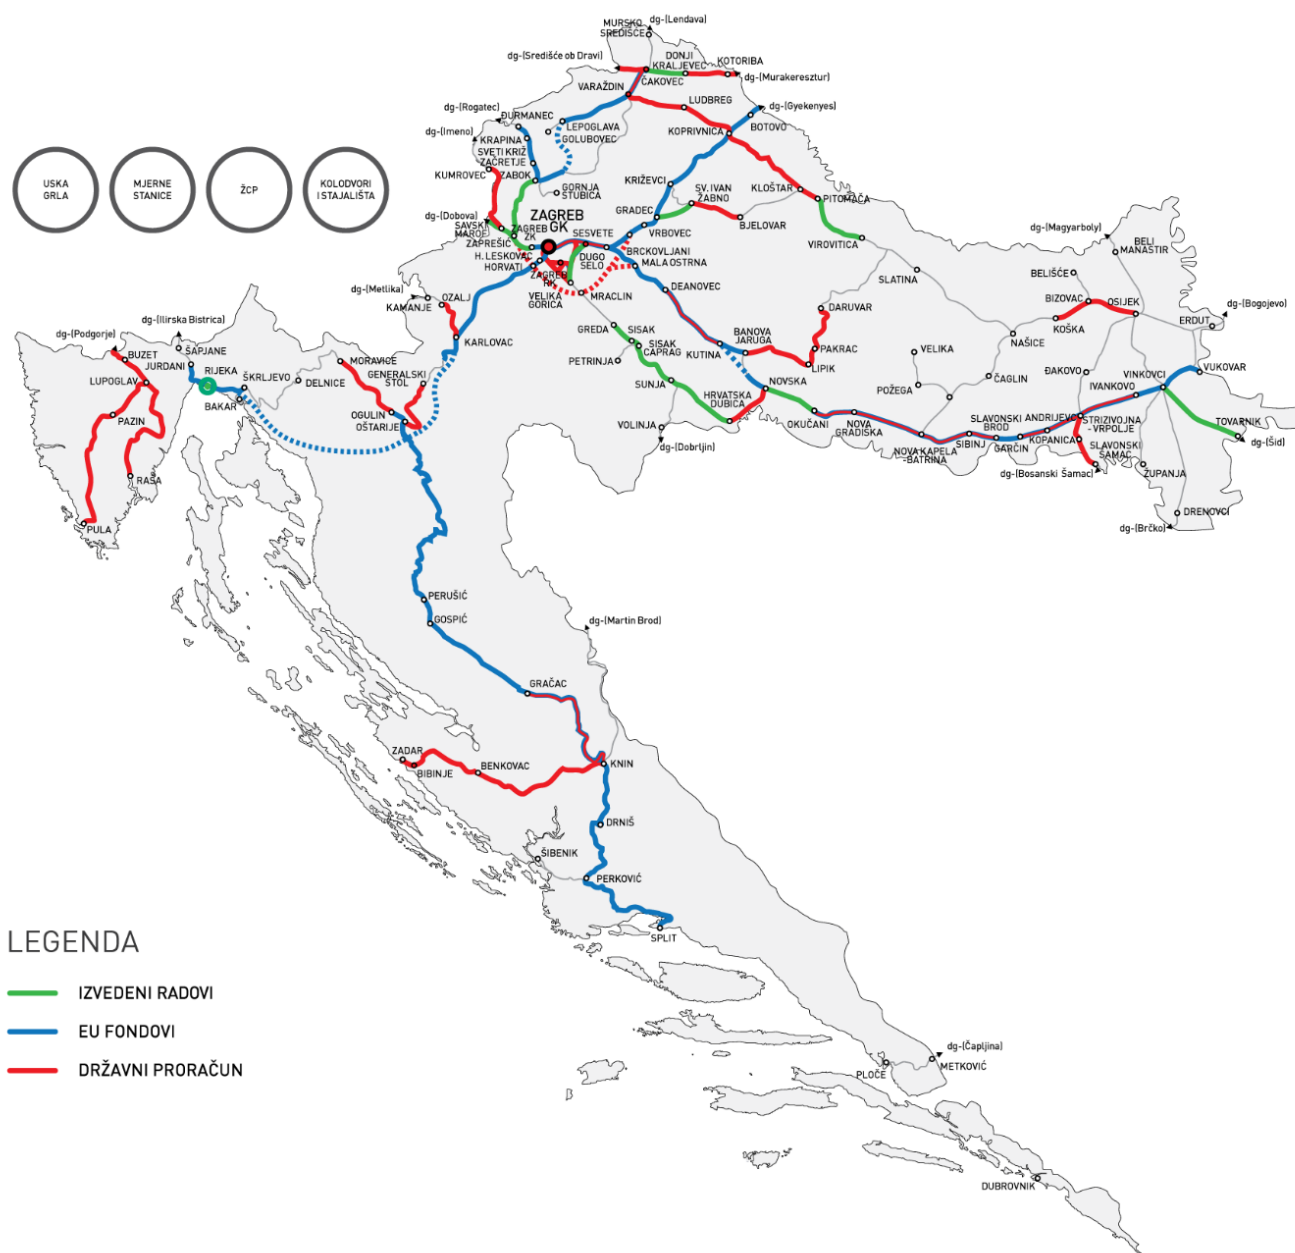 MURSKO
SREDIŠĆE
dg-(Lendava)
dg-(Središće ob Dravi)
DONJI
KRALJEVEC
KOTORIBA
ČAKOVEC
dg-(Murakeresztur)
VARAŽDIN
LUDBREG
dg-(Rogatec)
ĐURMANEC
dg-(Gyekenyes)
BOTOVO
LEPOGLAVA
GOLUBOVEC
KOPRIVNICA
dg-(Imeno)
KRAPINA
SVETI KRIŽ
ZAČRETJE
ZABOK
KUMROVEC
GORNJA
STUBICA
KRIŽEVCI
SV. IVAN
ŽABNO
KLOŠTAR
PITOMAČA
USKA
GRLA
MJERNE
STANICE
ŽCP
KOLODVORI
I STAJALIŠTA
dg-(Dobova)
SAVSKI
MAROF
ZAPREŠIĆ
ZAGREB
ZK
ZAGREB
GK
GRADEC
BJELOVAR
VRBOVEC
VIROVITICA
SESVETE
BRCKOVLJANI
DUGO
SELO
MALA OSTRNA
H. LESKOVAC
HORVATI
ZAGREB
RK
VELIKA
GORICA
MRACLIN
DEANOVEC
SLATINA
dg-(Magyarboly)
BELI
MANASTIR
BELIŠĆE
BIZOVAC
OSIJEK
KOŠKA
ERDUT
dg-(Bogojevo)
NAŠICE
dg-(Metlika)
KAMANJE
OZALJ
KARLOVAC
GREDA
SISAK
SISAK
CAPRAG
PETRINJA
SUNJA
KUTINA
BANOVA
JARUGA
DARUVAR
PAKRAC
LIPIK
VELIKA
POŽEGA
ČAGLIN
ĐAKOVO
VINKOVCI
IVANKOVO
VUKOVAR
TOVARNIK
dg-(Šid)
dg-(Podgorje)
dg-(Ilirska Bistrica)
BUZET
ŠAPJANE
JURDANI
RIJEKA
ŠKRLJEVO
BAKAR
LUPOGLAV
PAZIN
RAŠA
PULA
DELNICE
MORAVICE
GENERALSKI
STOL
OGULIN
OŠTARIJE
HRVATSKA
DUBICA
NOVSKA
VOLINJA
dg-(Dobrljin)
OKUČANI
NOVA
GRADIŠKA
NOVA KAPELA
-BATRINA
SIBINJ
SLAVONSKI
BROD
GARČIN
ANDRIJEVCI
KOPANICA
STRIZIVOJNA
-VRPOLJE
SLAVONSKI
ŠAMAC
dg-(Bosanski Šamac)
ŽUPANJA
DRENOVCI
dg-(Brčko)
PERUŠIĆ
GOSPIĆ
dg-(Martin Brod)
GRAČAC
ZADAR
BIBINJE
BENKOVAC
KNIN
DRNIŠ
ŠIBENIK
PERKOVIĆ
SPLIT
LEGENDA
IZVEDENI RADOVI
EU FONDOVI
DRŽAVNI PRORAČUN
dg-(Čapljina)
METKOVIĆ
PLOČE
DUBROVNIK